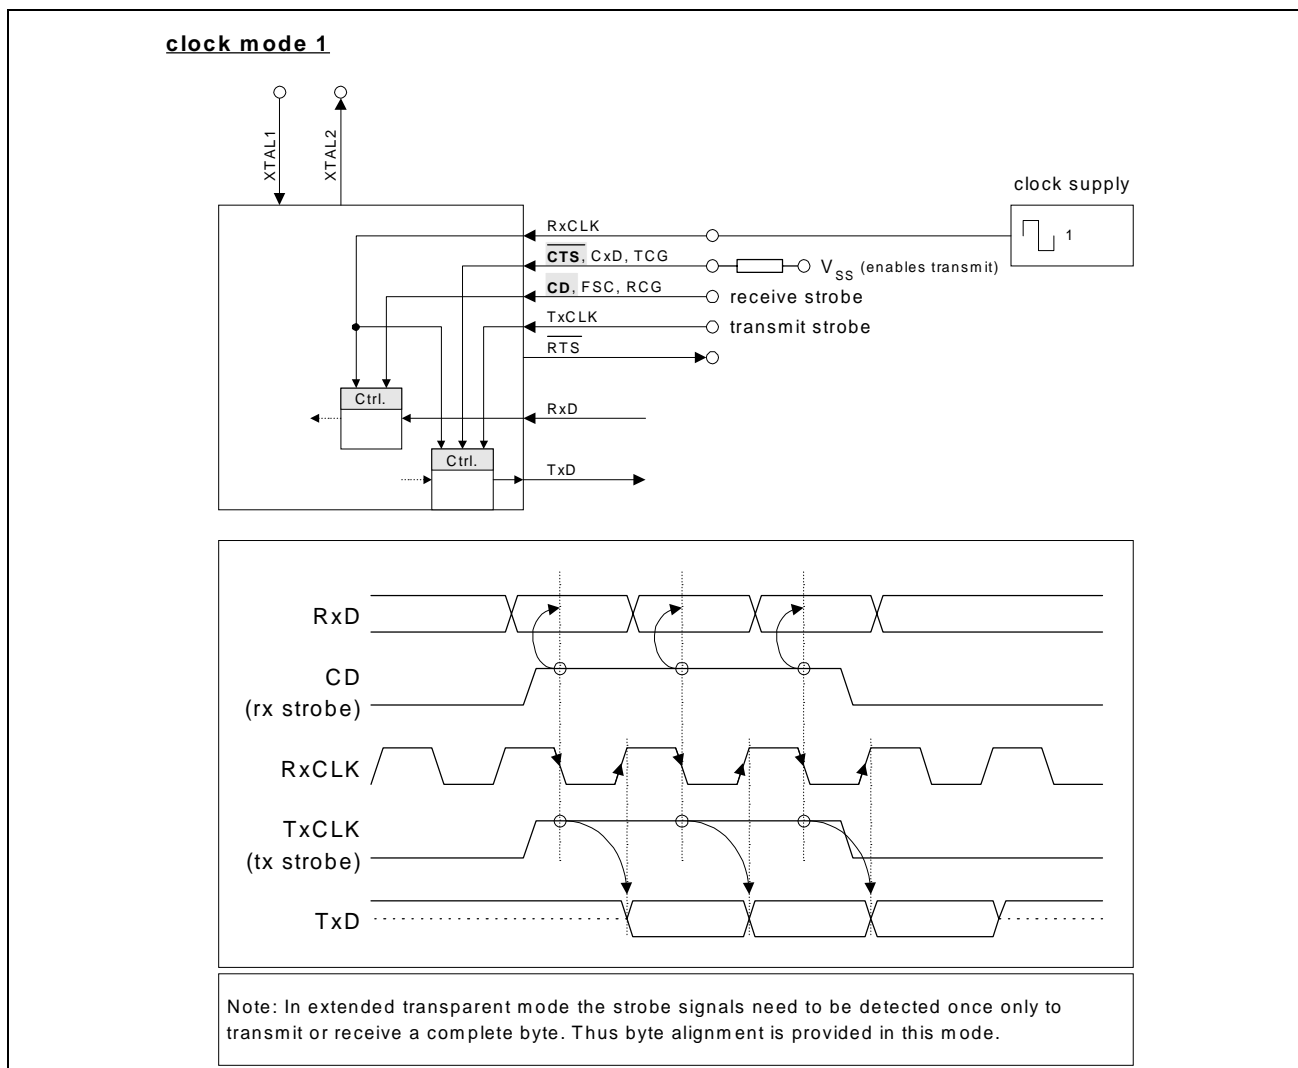 clock mode 1
XTAL1
XTAL2
clock supply
1
RxCLK
CTS, CxD, TCG
VSS (enables transmit)
CD, FSC, RCG
receive strobe
TxCLK
transmit strobe
RTS
Ctrl.
RxD
Ctrl.
TxD
RxD
CD
(rx strobe)
RxCLK
TxCLK
(tx strobe)
TxD
Note: In extended transparent mode the strobe signals need to be detected once only to
transmit or receive a complete byte. Thus byte alignment is provided in this mode.